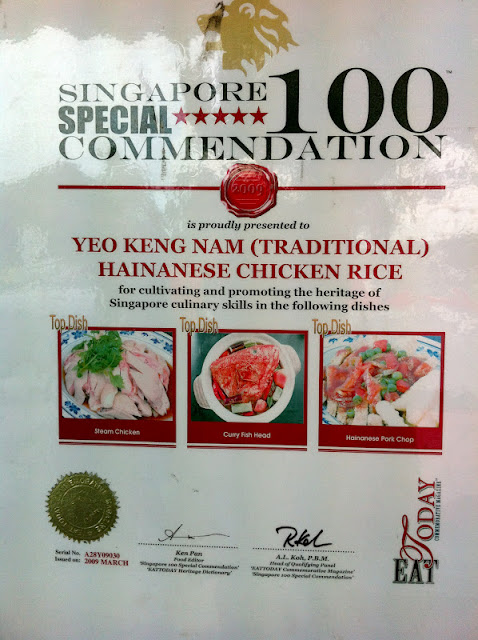 SINGAPORE 100™
SPECIAL ★★★★★
COMMENDATION
2009
is proudly presented to
YEO KENG NAM (TRADITIONAL)
HAINANESE CHICKEN RICE
for cultivating and promoting the heritage of
Singapore culinary skills in the following dishes
Top Dish Top Dish Top Dish
Steam Chicken Curry Fish Head Hainanese Pork Chop
Serial No. A28Y09030
Issued on: 2009 MARCH
Ken Pan
Food Editor
'Singapore 100 Special Commendation'
'EATTODAY Heritage Dictionary'
A.L. Koh, P.B.M.
Head of Qualifying Panel
'EATTODAY Commemorative Magazine'
'Singapore 100 Special Commendation'
EAT TODAY
COMMEMORATIVE MAGAZINE